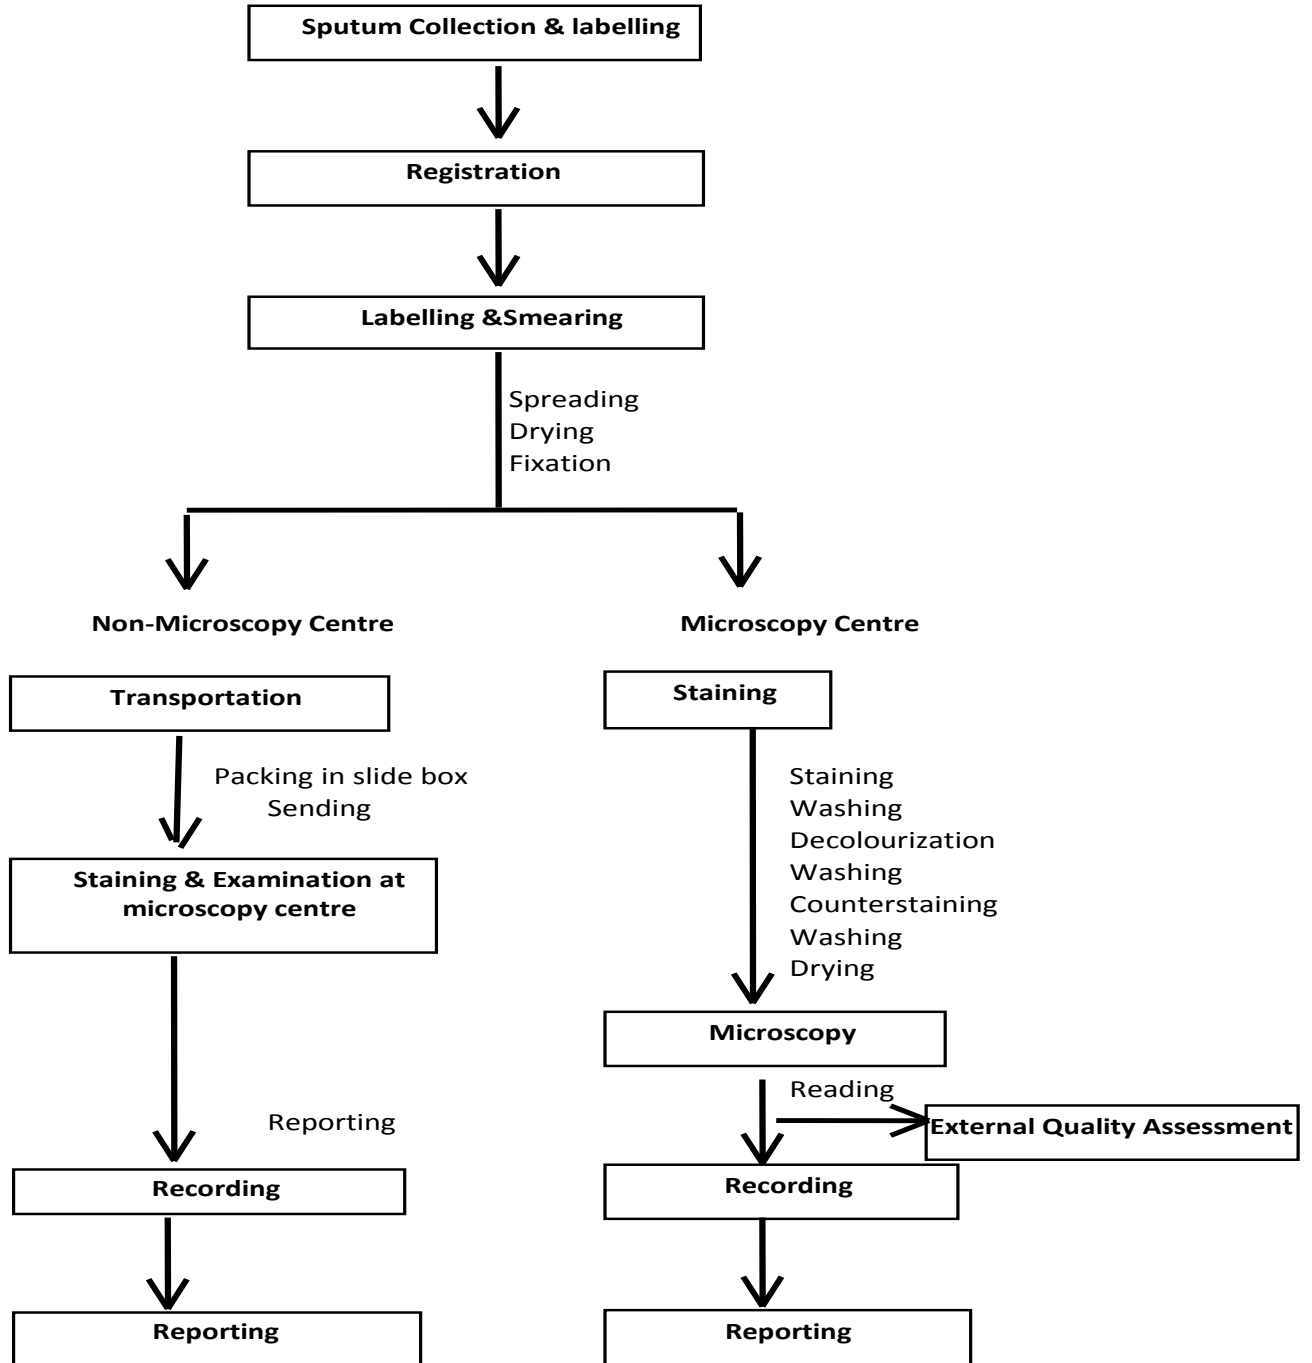 Sputum Collection & labelling
Registration
Labelling &Smearing
Spreading
Drying
Fixation
Non-Microscopy Centre
Transportation
Packing in slide box
Sending
Staining & Examination at
microscopy centre
Reporting
Recording
Reporting
Microscopy Centre
Staining
Staining
Washing
Decolourization
Washing
Counterstaining
Washing
Drying
Microscopy
Reading
External Quality Assessment
Recording
Reporting